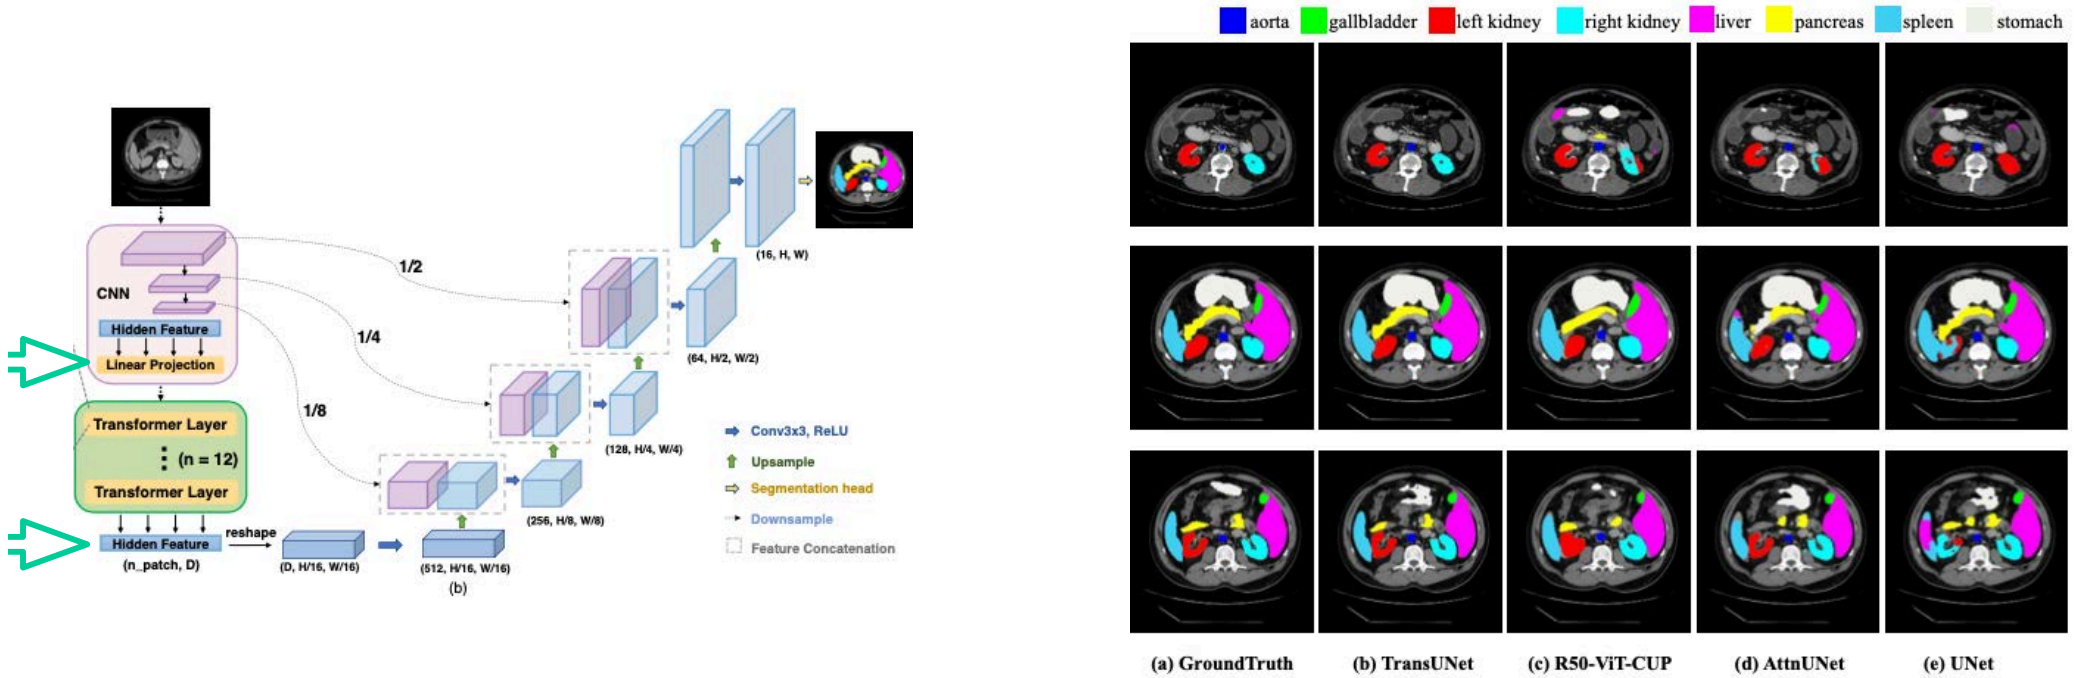 CNN
Hidden Feature
Linear Projection
Transformer Layer
(n = 12)
Transformer Layer
Hidden Feature
(n_patch, D)
reshape
(D, H/16, W/16)
(512, H/16, W/16)
(b)
1/2
1/4
1/8
(256, H/8, W/8)
(128, H/4, W/4)
(64, H/2, W/2)
(16, H, W)
Conv3x3, ReLU
Upsample
Segmentation head
Downsample
Feature Concatenation
aorta gallbladder left kidney right kidney liver pancreas spleen stomach
(a) GroundTruth (b) TransUNet (c) R50-ViT-CUP (d) AttnUNet (e) UNet